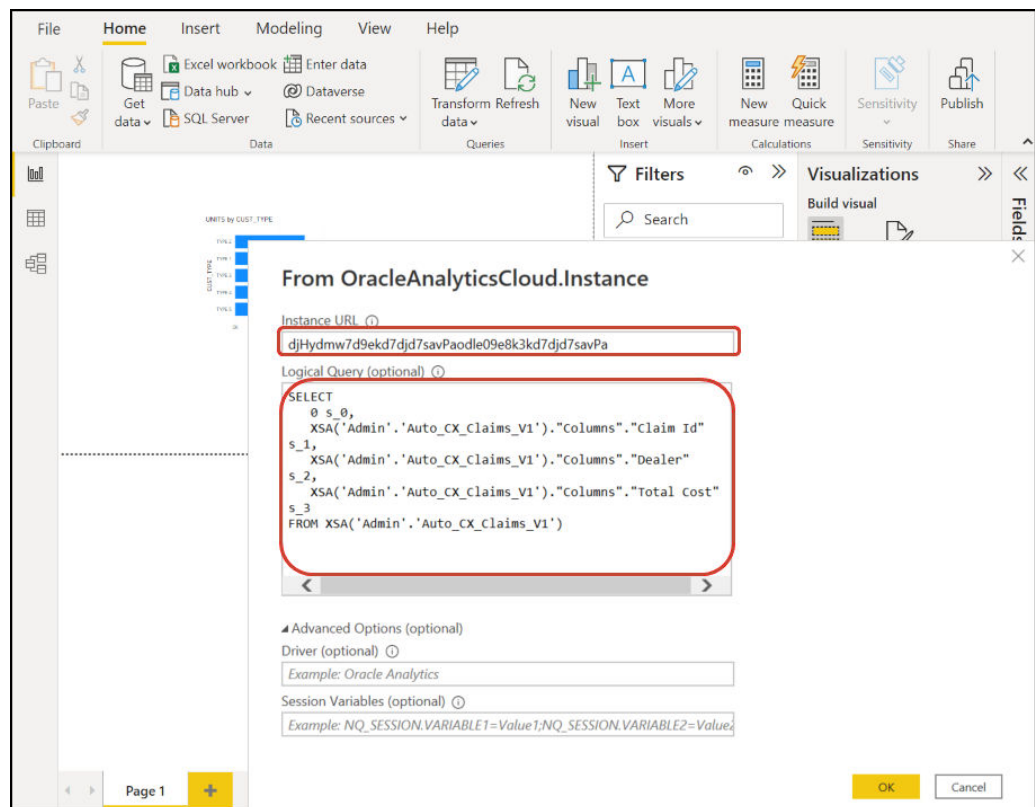 File Home Insert Modeling View Help
Excel workbook Enter data
Data hub Dataverse
SQL Server Recent sources
Paste
Get data
Transform data
Refresh
New visual
Text box
More visuals
New measure
Quick measure
Sensitivity
Publish
Clipboard Data Queries Insert Calculations Sensitivity Share
Filters
Search
Visualizations
Build visual
Fields
UNITS by CUST_TYPE
CUST_TYPE
From OracleAnalyticsCloud.Instance
Instance URL
djHydmw7d9ekd7djd7savPaodle09e8k3kd7djd7savPa
Logical Query (optional)
SELECT
0 s_0,
XSA('Admin'.'Auto_CX_Claims_V1')."Columns"."Claim Id"
s_1,
XSA('Admin'.'Auto_CX_Claims_V1')."Columns"."Dealer"
s_2,
XSA('Admin'.'Auto_CX_Claims_V1')."Columns"."Total Cost"
s_3
FROM XSA('Admin'.'Auto_CX_Claims_V1')
Advanced Options (optional)
Driver (optional)
Example: Oracle Analytics
Session Variables (optional)
Example: NQ_SESSION.VARIABLE1=Value1;NQ_SESSION.VARIABLE2=Value2
OK Cancel
Page 1